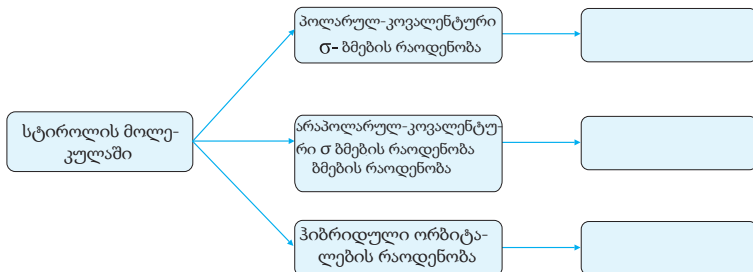 სტიროლის მოლე-
კულაში
პოლარულ-კოვალენტური
σ- ბმების რაოდენობა
არაპოლარულ-კოვალენტუ-
რი σ ბმების რაოდენობა
ბმების რაოდენობა
ჰიბრიდული ორბიტა-
ლების რაოდენობა